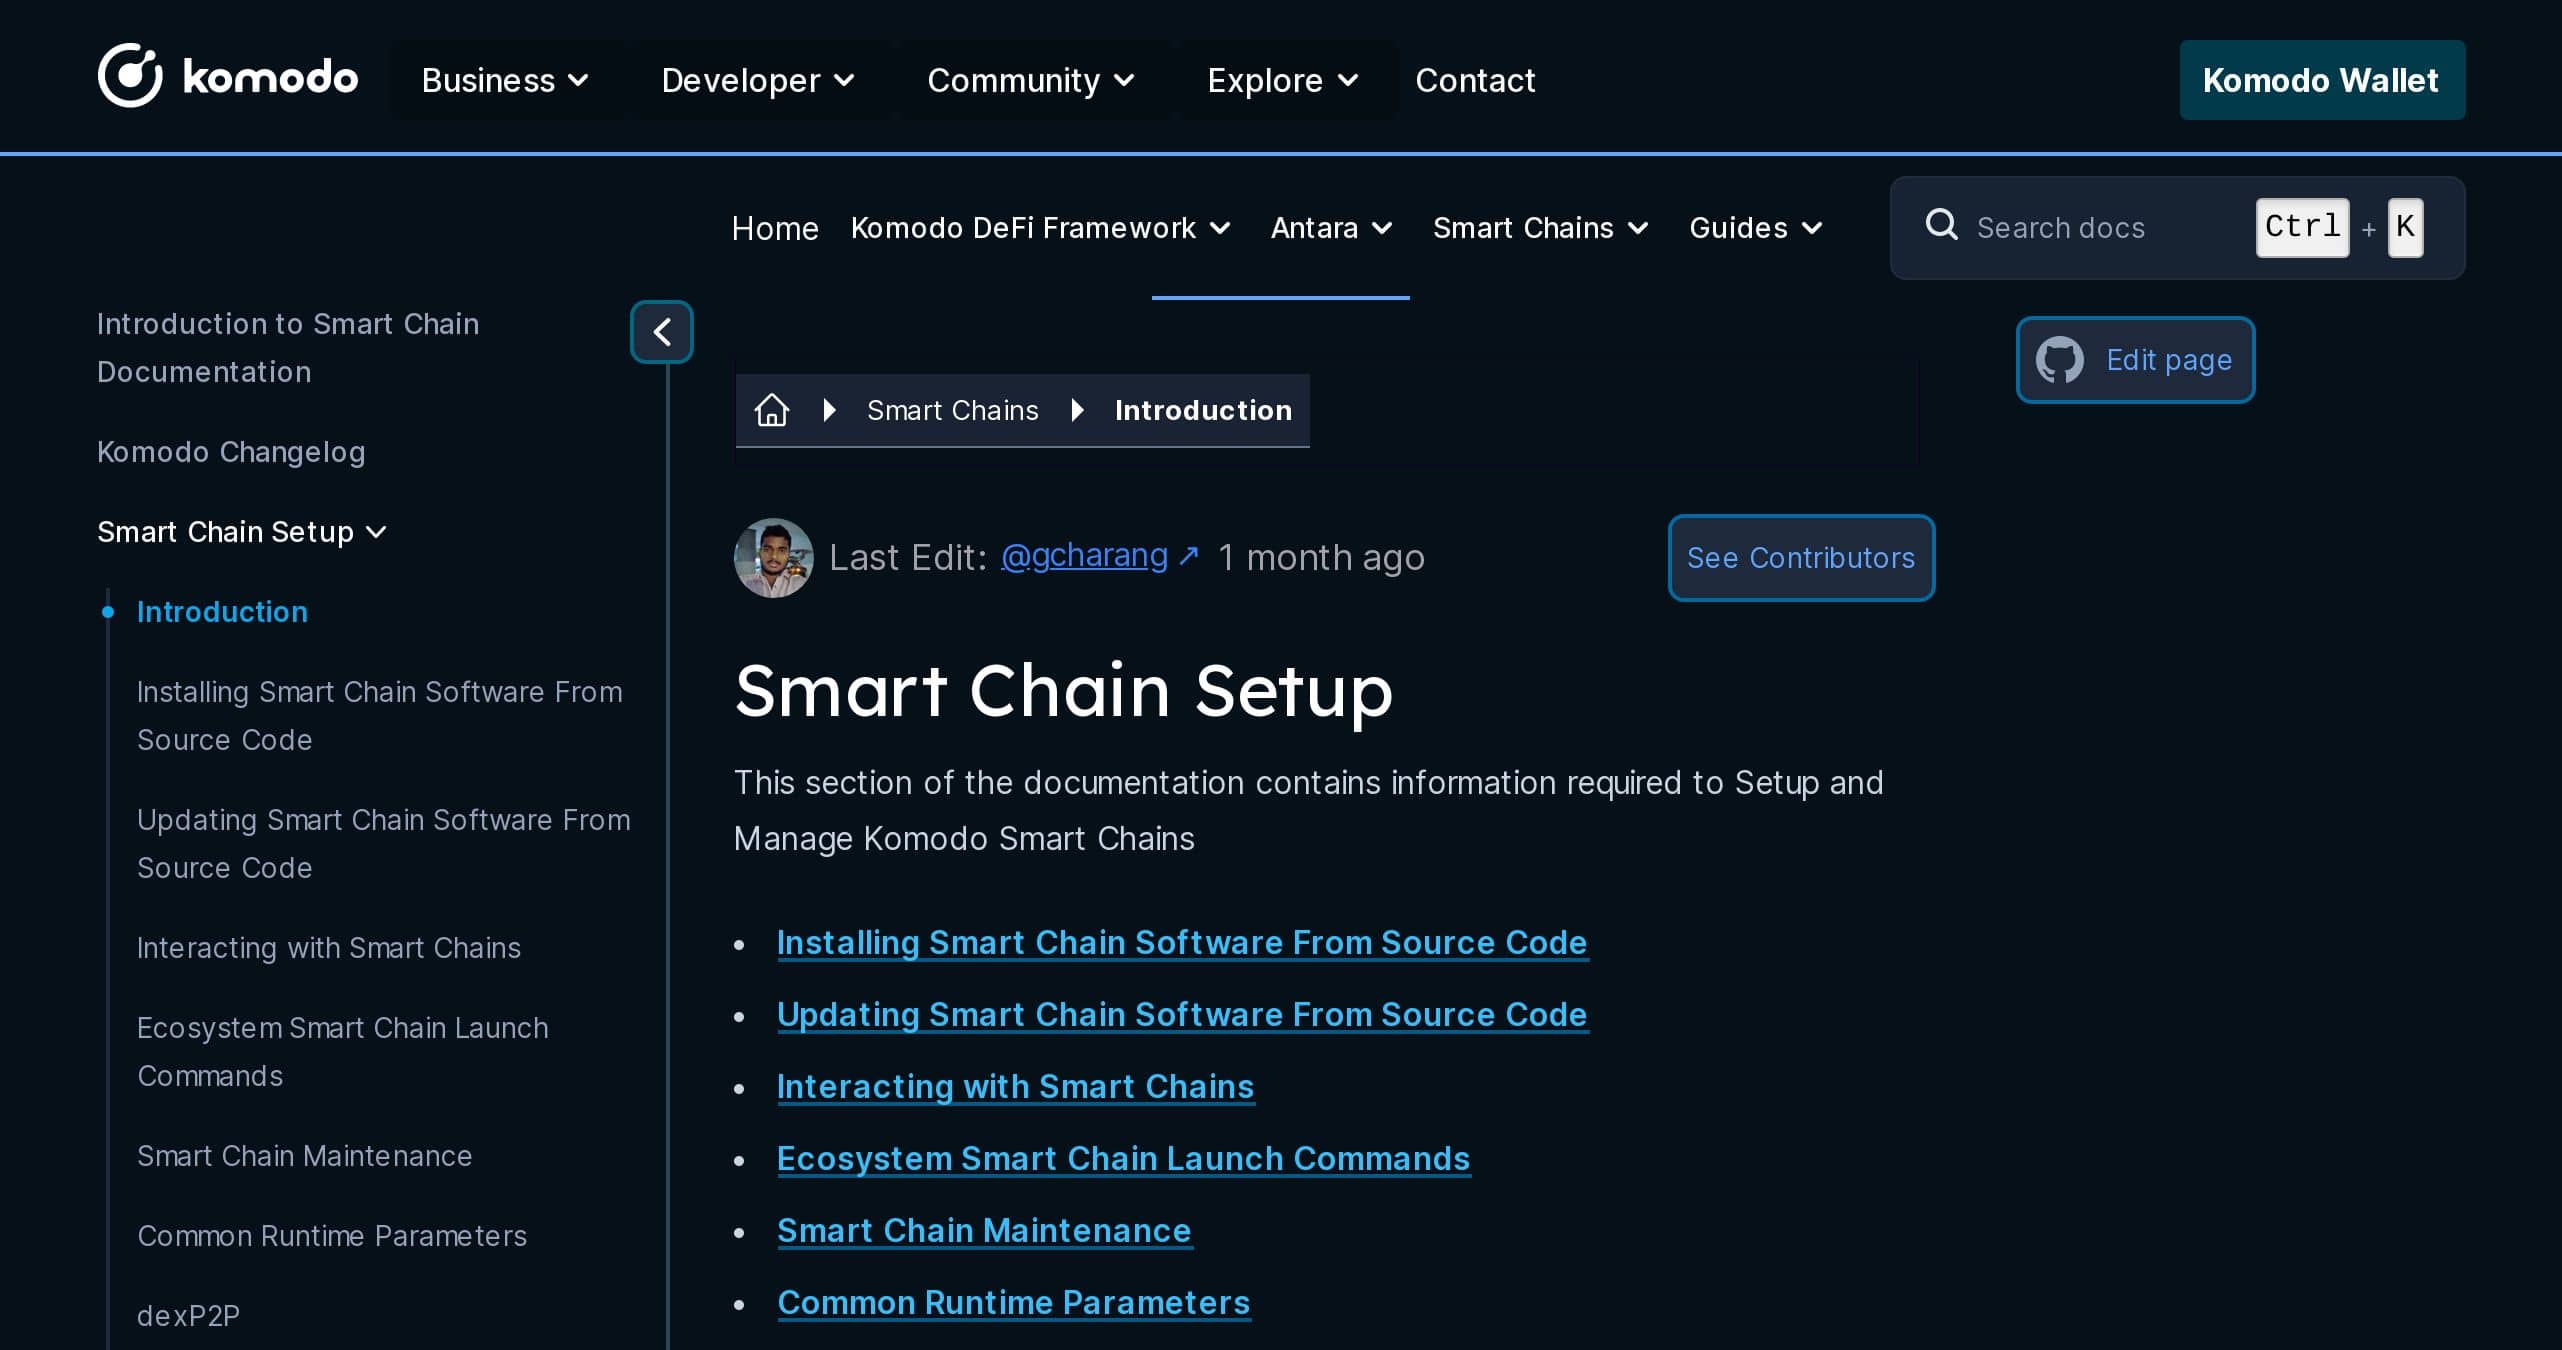 komodo Business Developer Community Explore Contact Komodo Wallet
Home Komodo DeFi Framework Antara Smart Chains Guides Search docs Ctrl + K
Introduction to Smart Chain
Documentation
Komodo Changelog
Smart Chain Setup
Introduction
Installing Smart Chain Software From
Source Code
Updating Smart Chain Software From
Source Code
Interacting with Smart Chains
Ecosystem Smart Chain Launch
Commands
Smart Chain Maintenance
Common Runtime Parameters
dexP2P
Edit page
Smart Chains Introduction
Last Edit: @gcharang ↗ 1 month ago See Contributors
Smart Chain Setup
This section of the documentation contains information required to Setup and
Manage Komodo Smart Chains
• Installing Smart Chain Software From Source Code
• Updating Smart Chain Software From Source Code
• Interacting with Smart Chains
• Ecosystem Smart Chain Launch Commands
• Smart Chain Maintenance
• Common Runtime Parameters